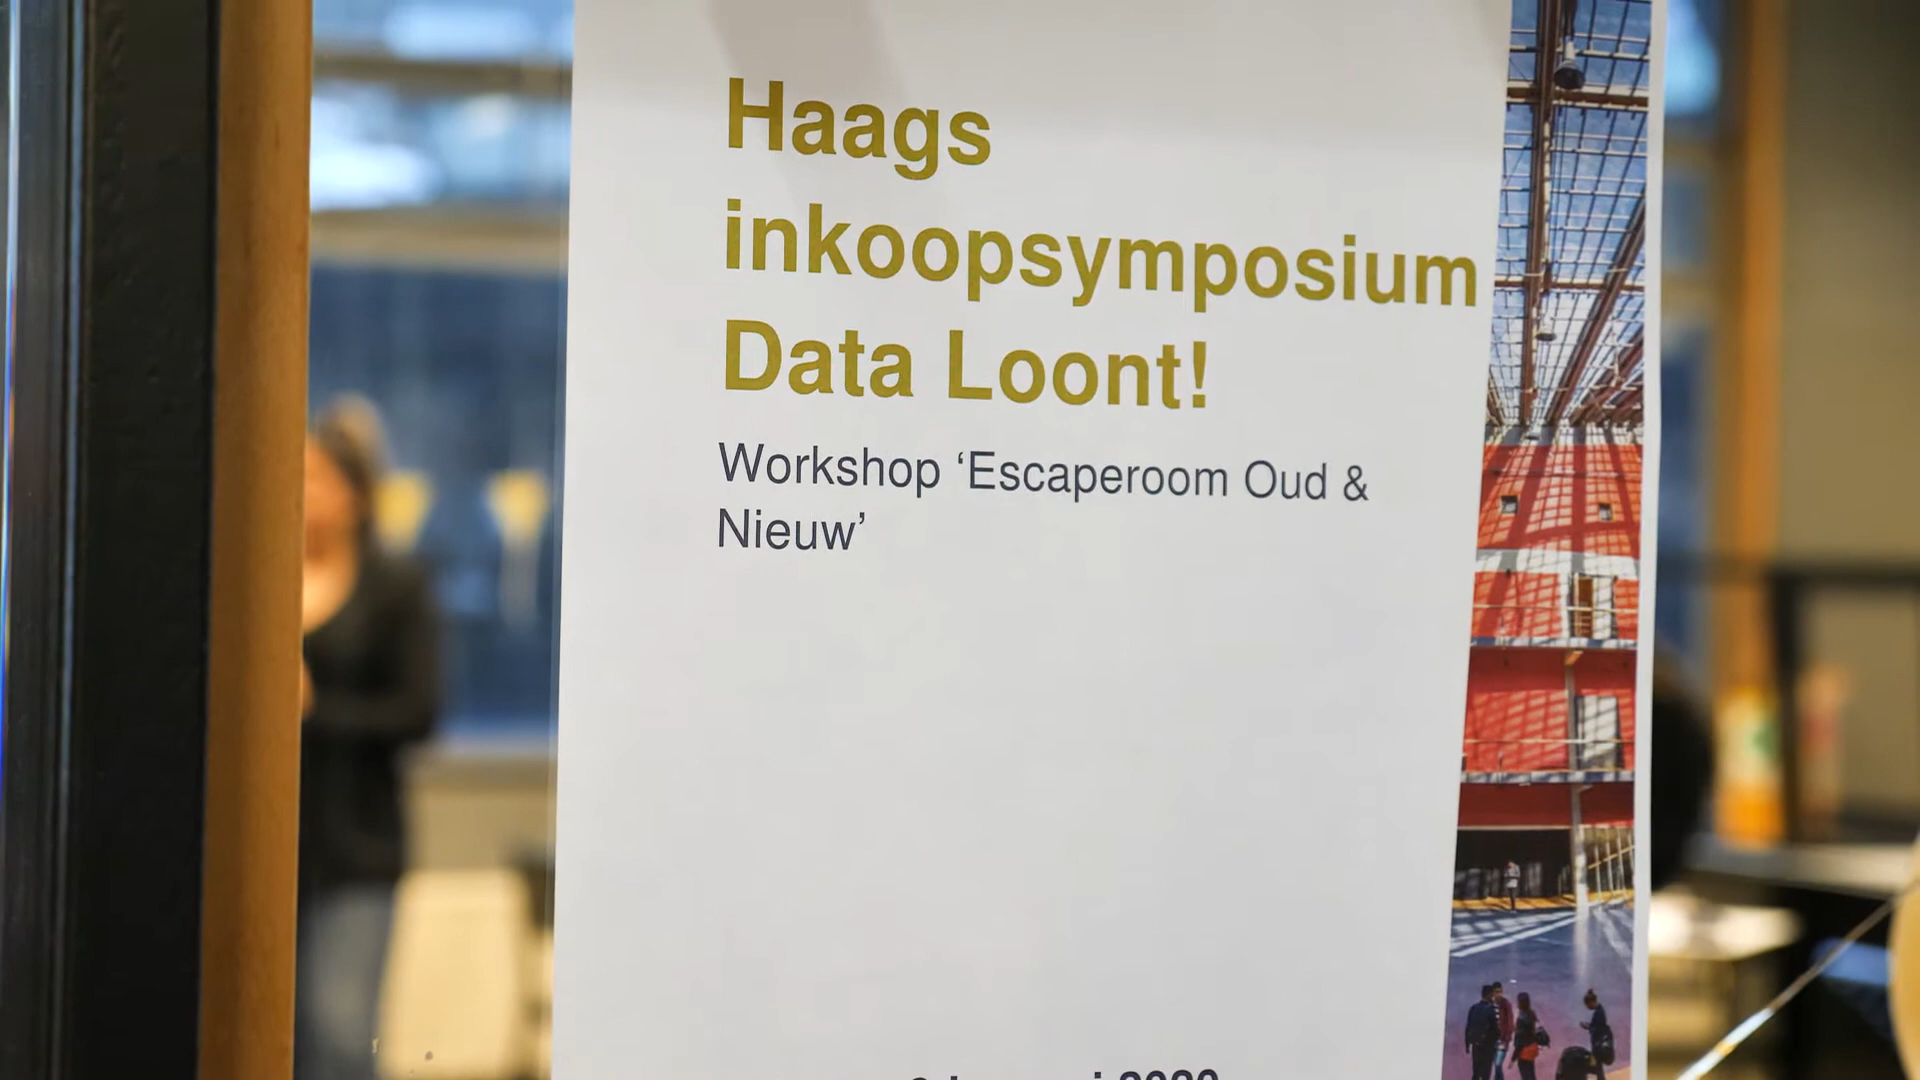 Haags
inkoopsymposium
Data Loont!
Workshop ‘Escaperoom Oud &
Nieuw’